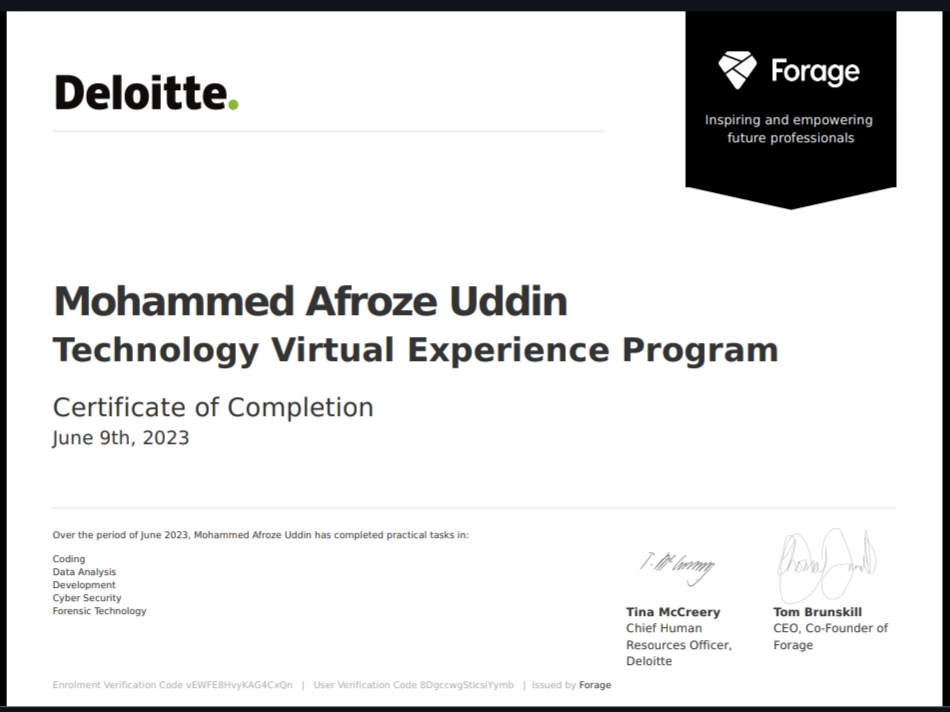 Deloitte.
Forage
Inspiring and empowering
future professionals
Mohammed Afroze Uddin
Technology Virtual Experience Program
Certificate of Completion
June 9th, 2023
Over the period of June 2023, Mohammed Afroze Uddin has completed practical tasks in:
Coding
Data Analysis
Development
Cyber Security
Forensic Technology
T. McCreery
Tina McCreery
Chief Human
Resources Officer,
Deloitte
Tom Brunskill
CEO, Co-Founder of
Forage
Enrolment Verification Code vEWFE8HvyKAG4CxQn | User Verification Code 8DgccwgSticsiYymb | Issued by Forage